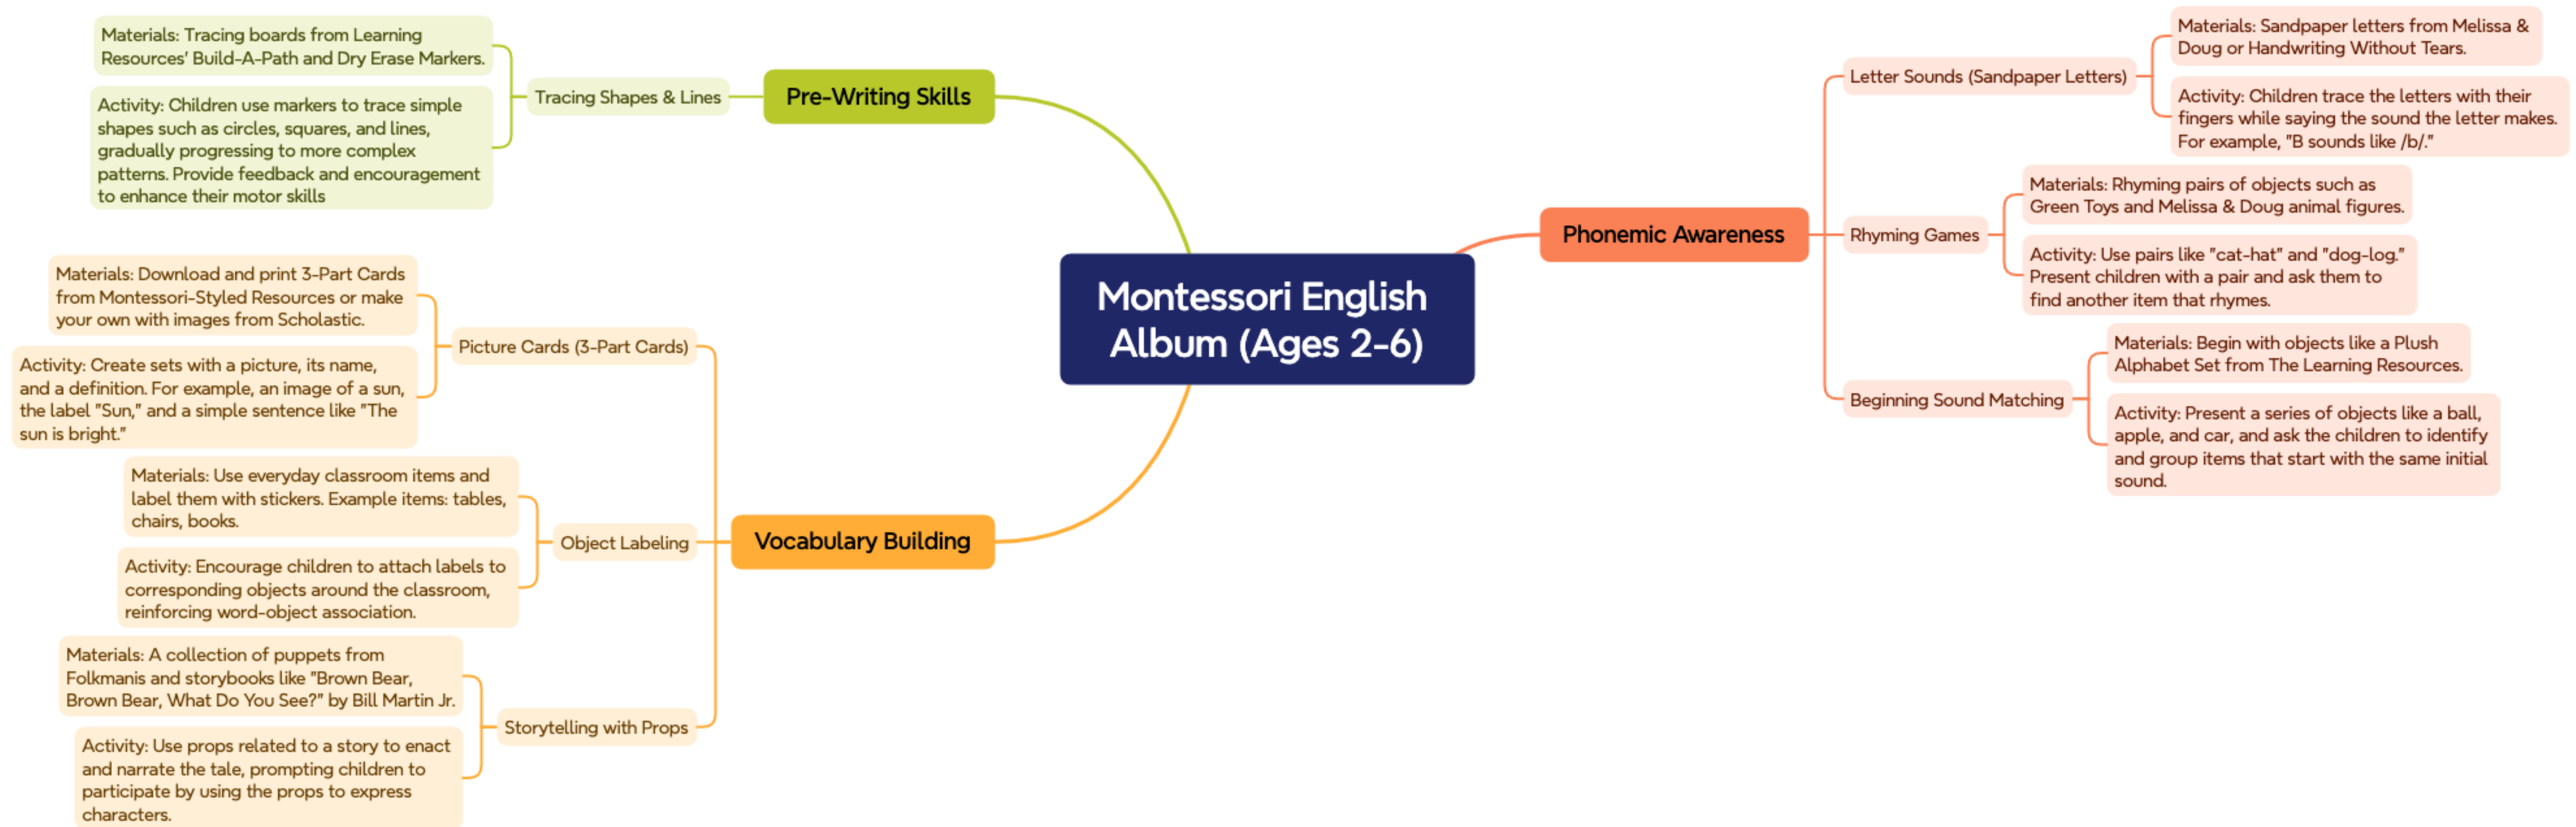 Montessori English
Album (Ages 2-6)
Phonemic Awareness
Letter Sounds (Sandpaper Letters)
Materials: Sandpaper letters from Melissa &
Doug or Handwriting Without Tears.
Activity: Children trace the letters with their
fingers while saying the sound the letter makes.
For example, "B sounds like /b/."
Rhyming Games
Materials: Rhyming pairs of objects such as
Green Toys and Melissa & Doug animal figures.
Activity: Use pairs like "cat-hat" and "dog-log."
Present children with a pair and ask them to
find another item that rhymes.
Beginning Sound Matching
Materials: Begin with objects like a Plush
Alphabet Set from The Learning Resources.
Activity: Present a series of objects like a ball,
apple, and car, and ask the children to identify
and group items that start with the same initial
sound.
Pre-Writing Skills
Tracing Shapes & Lines
Materials: Tracing boards from Learning
Resources' Build-A-Path and Dry Erase Markers.
Activity: Children use markers to trace simple
shapes such as circles, squares, and lines,
gradually progressing to more complex
patterns. Provide feedback and encouragement
to enhance their motor skills
Vocabulary Building
Picture Cards (3-Part Cards)
Materials: Download and print 3-Part Cards
from Montessori-Styled Resources or make
your own with images from Scholastic.
Activity: Create sets with a picture, its name,
and a definition. For example, an image of a sun,
the label "Sun," and a simple sentence like "The
sun is bright."
Object Labeling
Materials: Use everyday classroom items and
label them with stickers. Example items: tables,
chairs, books.
Activity: Encourage children to attach labels to
corresponding objects around the classroom,
reinforcing word-object association.
Storytelling with Props
Materials: A collection of puppets from
Folkmanis and storybooks like "Brown Bear,
Brown Bear, What Do You See?" by Bill Martin Jr.
Activity: Use props related to a story to enact
and narrate the tale, prompting children to
participate by using the props to express
characters.